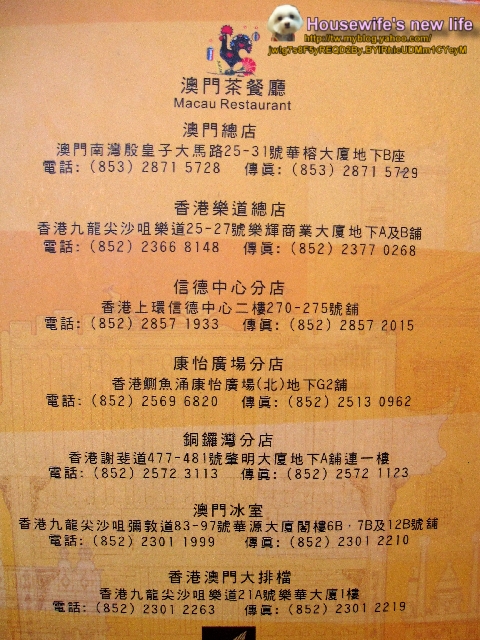 Housewife's new life
http://tw.myblog.yahoo.com/
澳門茶餐廳
Macau Restaurant
澳門總店
澳門南灣殷皇子大馬路25-31號華榕大廈地下B座
電話: (853) 2871 5728 傳真: (853) 2871 5729
香港樂道總店
香港九龍尖沙咀樂道25-27號樂輝商業大廈地下A及B舖
電話: (852) 2366 8148 傳真: (852) 2377 0268
信德中心分店
香港上環信德中心二樓270-275號舖
電話: (852) 2857 1933 傳真: (852) 2857 2015
康怡廣場分店
香港鰂魚涌康怡廣場(北)地下G2舖
電話: (852) 2569 6820 傳真: (852) 2513 0962
銅鑼灣分店
香港謝斐道477-481號肇明大廈地下A舖連一樓
電話: (852) 2572 3113 傳真: (852) 2572 1123
澳門冰室
香港九龍尖沙咀彌敦道83-97號華源大廈閣樓6B，7B及12B號舖
電話: (852) 2301 1999 傳真: (852) 2301 2210
香港澳門大排檔
香港九龍尖沙咀樂道21A號樂華大廈1樓
電話: (852) 2301 2263 傳真: (852) 2301 2219